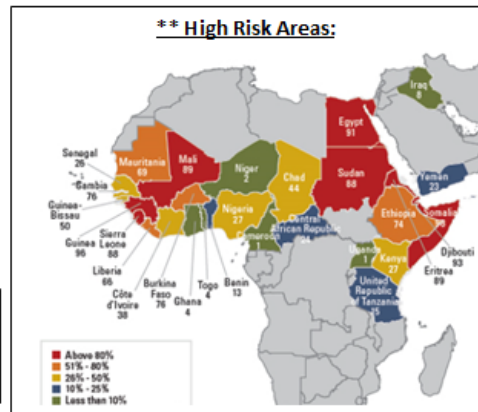 ** High Risk Areas:
Iraq
8
Egypt
91
Senegal
26
Mauritania
69
Mali
89
Niger
2
Chad
44
Sudan
88
Yemen
23
Gambia
76
Guinea-
Bissau
50
Nigeria
27
Central
African Republic
Ethiopia
74
Somalia
Guinea
96
Sierra
Leone
88
Cameroon
1
Uganda
1
Kenya
27
Djibouti
93
Eritrea
89
Liberia
66
Côte
d'Ivoire
38
Burkina
Faso
76
Ghana
4
Togo
4
Benin
13
United
Republic
of Tanzania
15
Above 80%
51% - 80%
26% - 50%
10% - 25%
Less than 10%